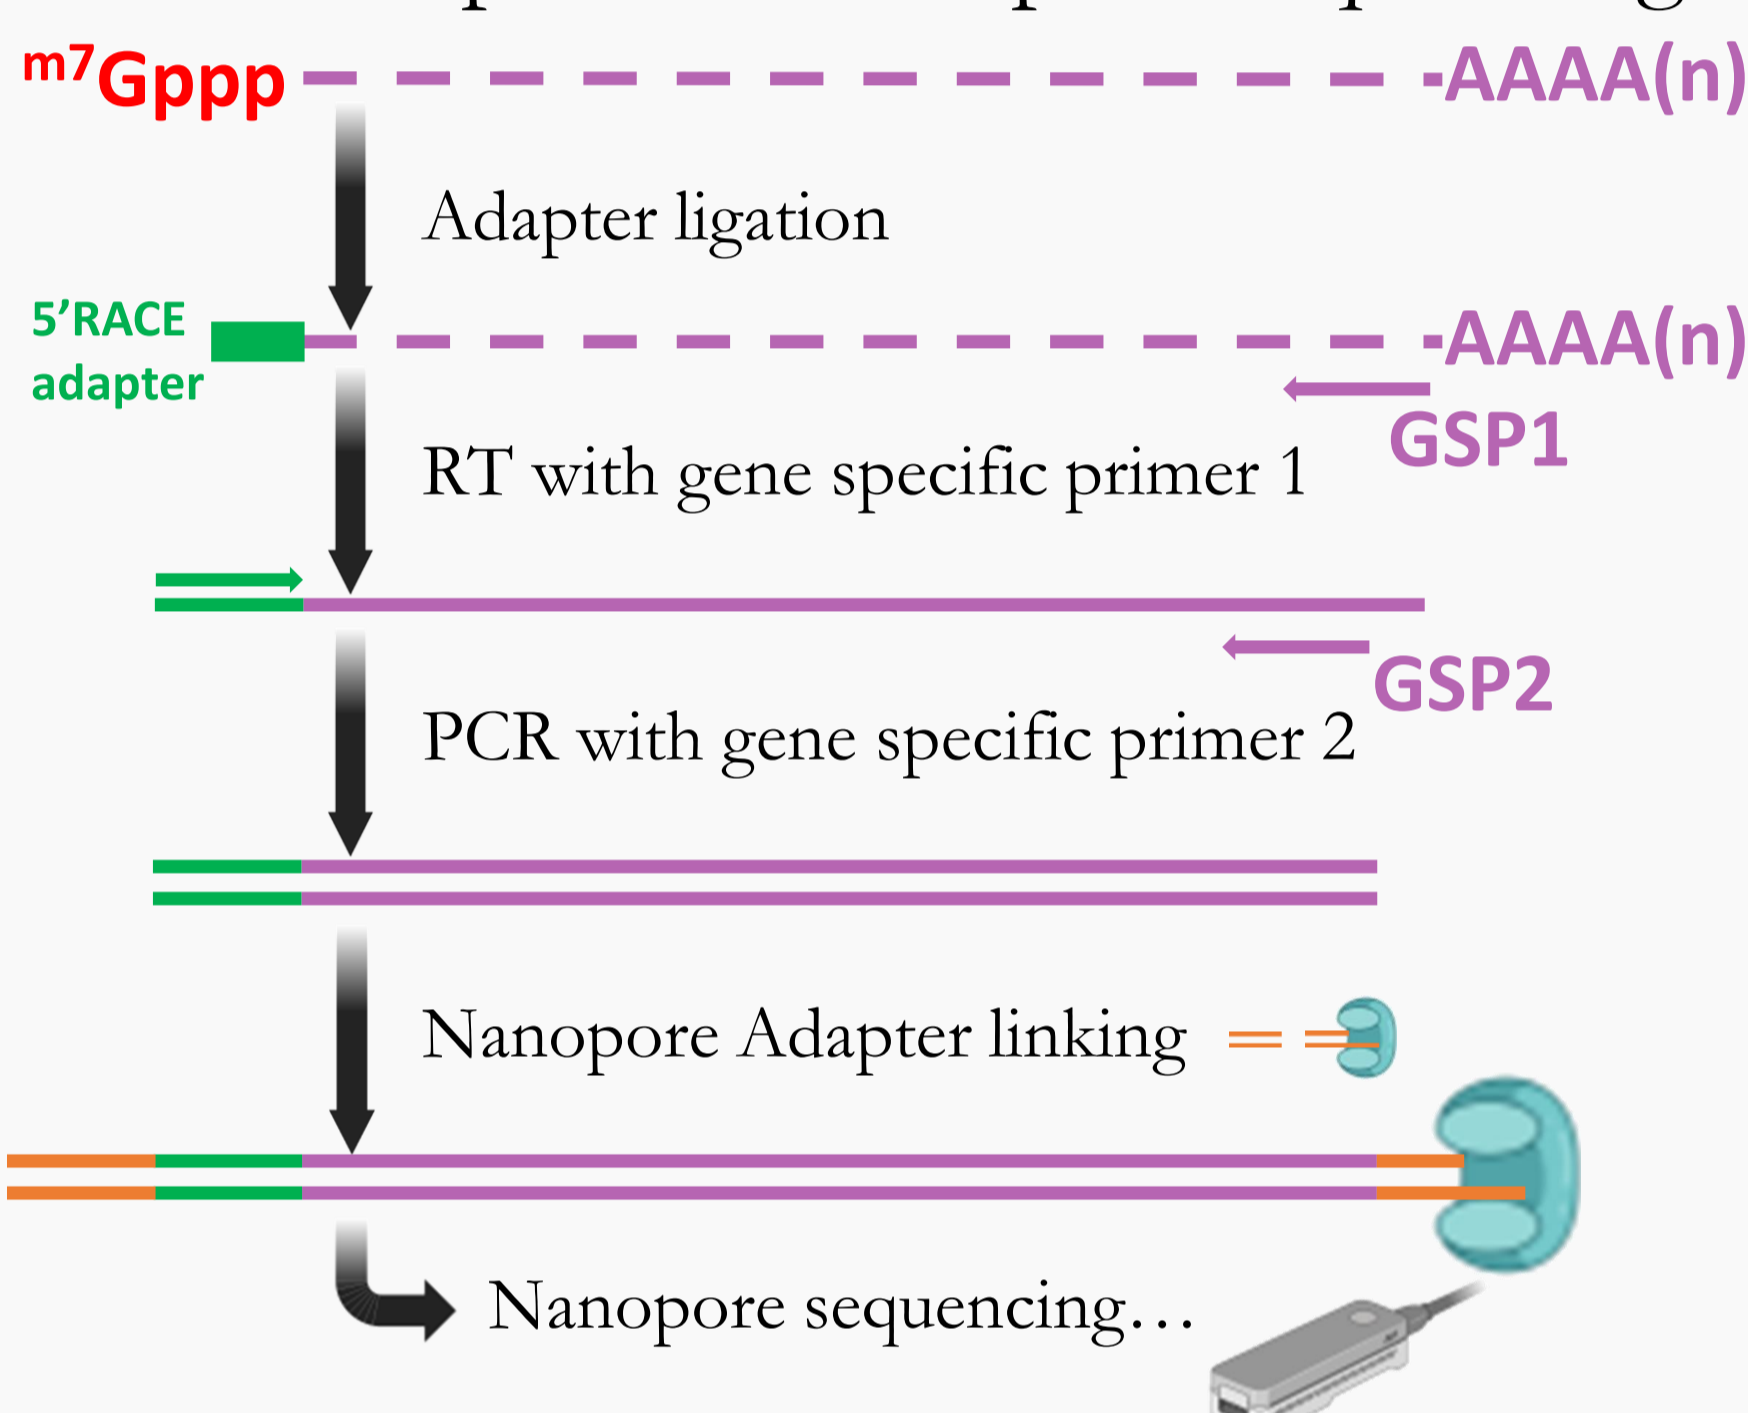 m7Gppp -AAAA(n)
Adapter ligation
5’RACE
adapter
-AAAA(n)
GSP1
RT with gene specific primer 1
GSP2
PCR with gene specific primer 2
Nanopore Adapter linking
Nanopore sequencing…